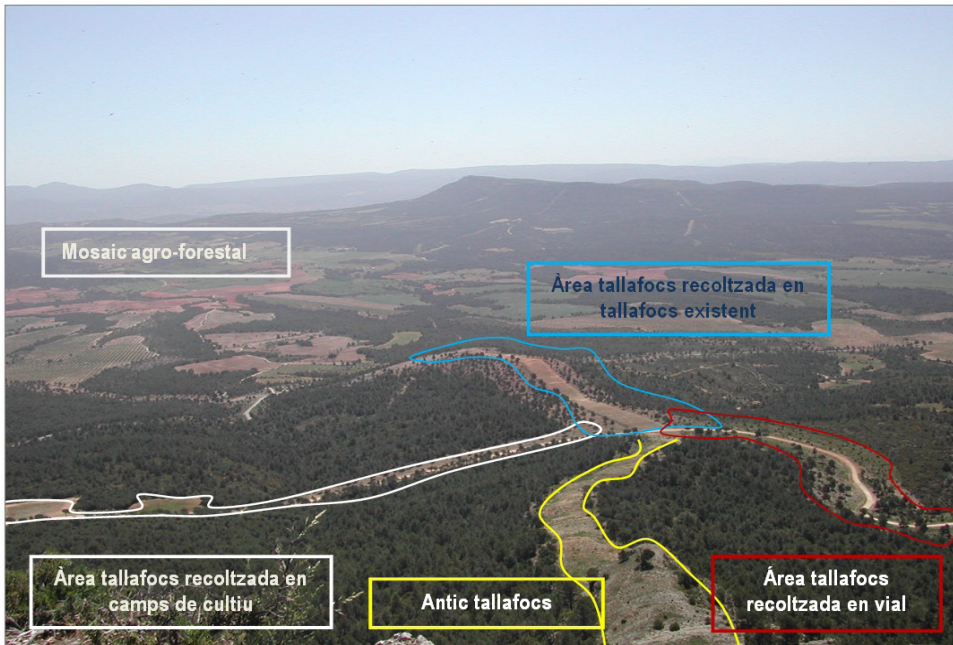 Mosaic agro-forestal
Àrea tallafocs recoltzada en
tallafocs existent
Àrea tallafocs recoltzada en
camps de cultiu
Antic tallafocs
Área tallafocs
recoltzada en vial